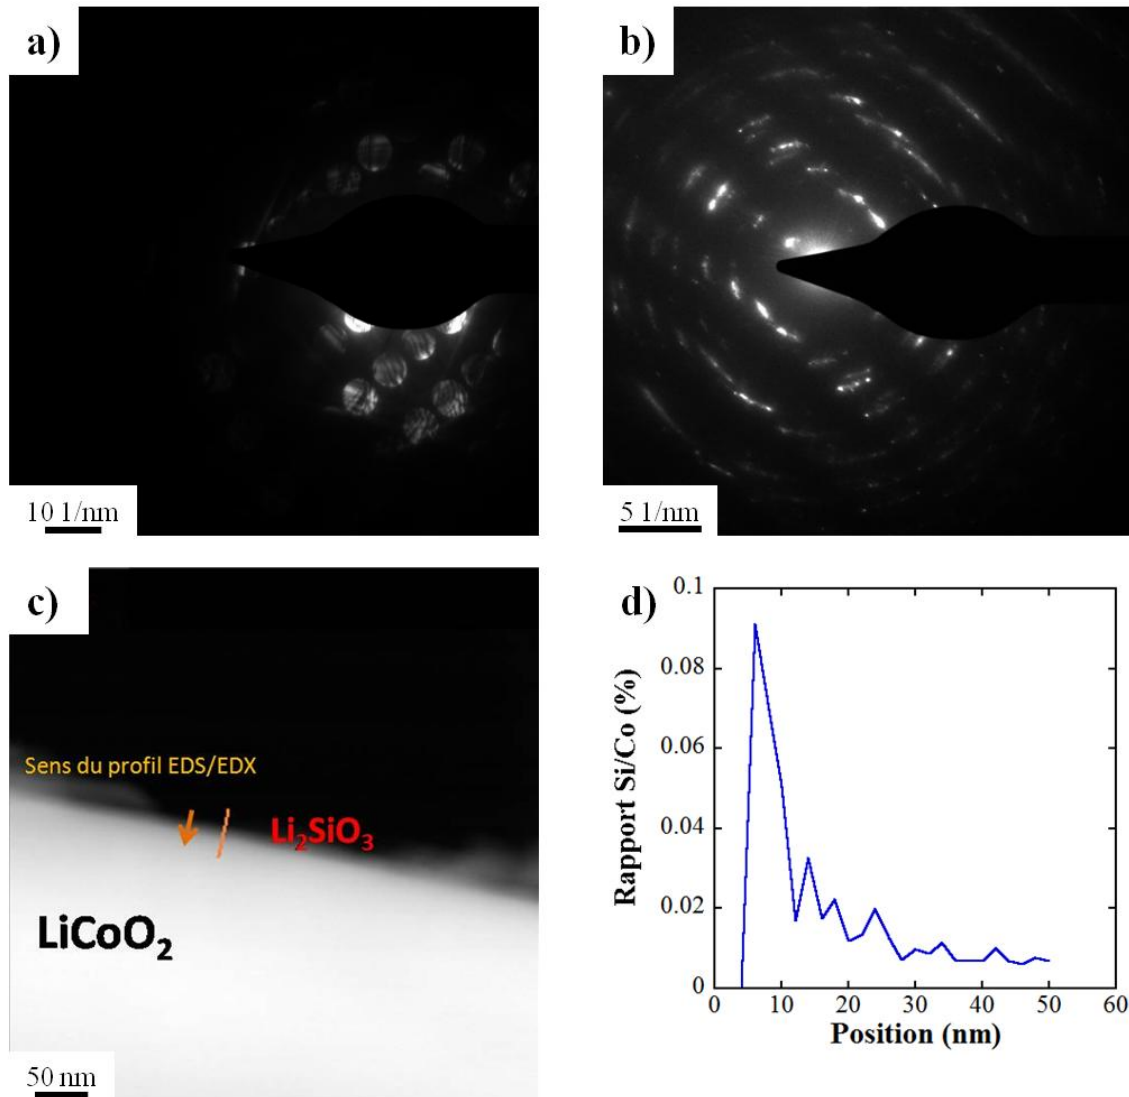 a)
10 1/nm
b)
5 1/nm
c)
Sens du profil EDS/EDX
Li₂SiO₃
LiCoO₂
50 nm
d)
Rapport Si/Co (%)
0.1
0.08
0.06
0.04
0.02
0
0 10 20 30 40 50 60
Position (nm)